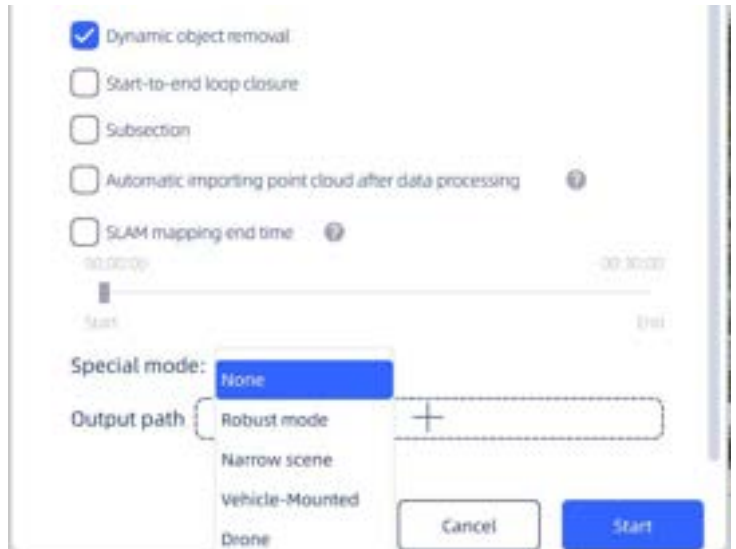 Dynamic object removal
Start-to-end loop closure
Subsection
Automatic importing point cloud after data processing
SLAM mapping end time
00:00:00 00:30:00
Start End
Special mode:
None
Output path
Robust mode
Narrow scene
Vehicle-Mounted
Drone
Cancel Start